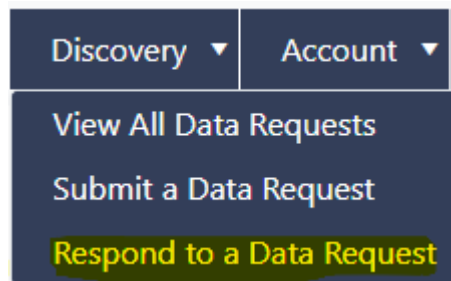 Discovery ▼ Account ▼
View All Data Requests
Submit a Data Request
Respond to a Data Request